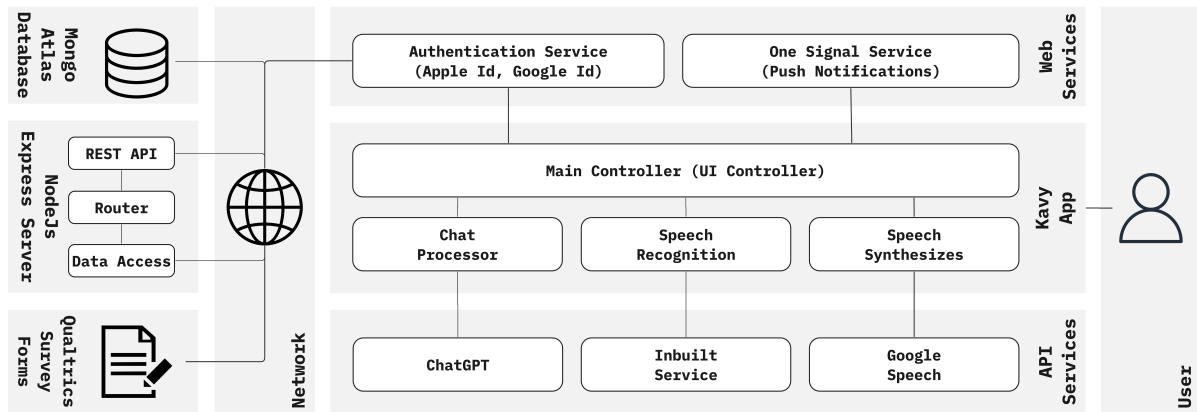 Mongo
Atlas
Database
NodeJs
Express Server
REST API
Router
Data Access
Qualtrics
Survey
Forms
Network
Authentication Service
(Apple Id, Google Id)
One Signal Service
(Push Notifications)
Web
Services
Main Controller (UI Controller)
Chat
Processor
Speech
Recognition
Speech
Synthesizes
Kavy
App
ChatGPT
Inbuilt
Service
Google
Speech
API
Services
User